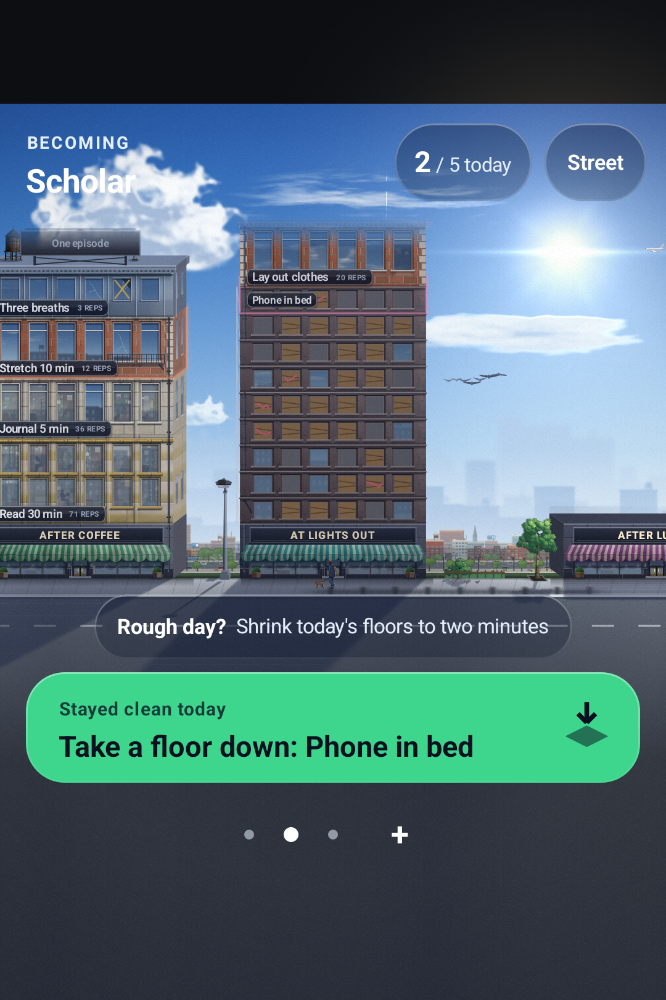 BECOMING
Scholar
2 / 5 today
Street
One episode
Lay out clothes 20 REPS
Phone in bed
Three breaths 3 REPS
Stretch 10 min 12 REPS
Journal 5 min 36 REPS
Read 30 min 71 REPS
AFTER COFFEE
AT LIGHTS OUT
AFTER LU
Rough day? Shrink today's floors to two minutes
Stayed clean today
Take a floor down: Phone in bed